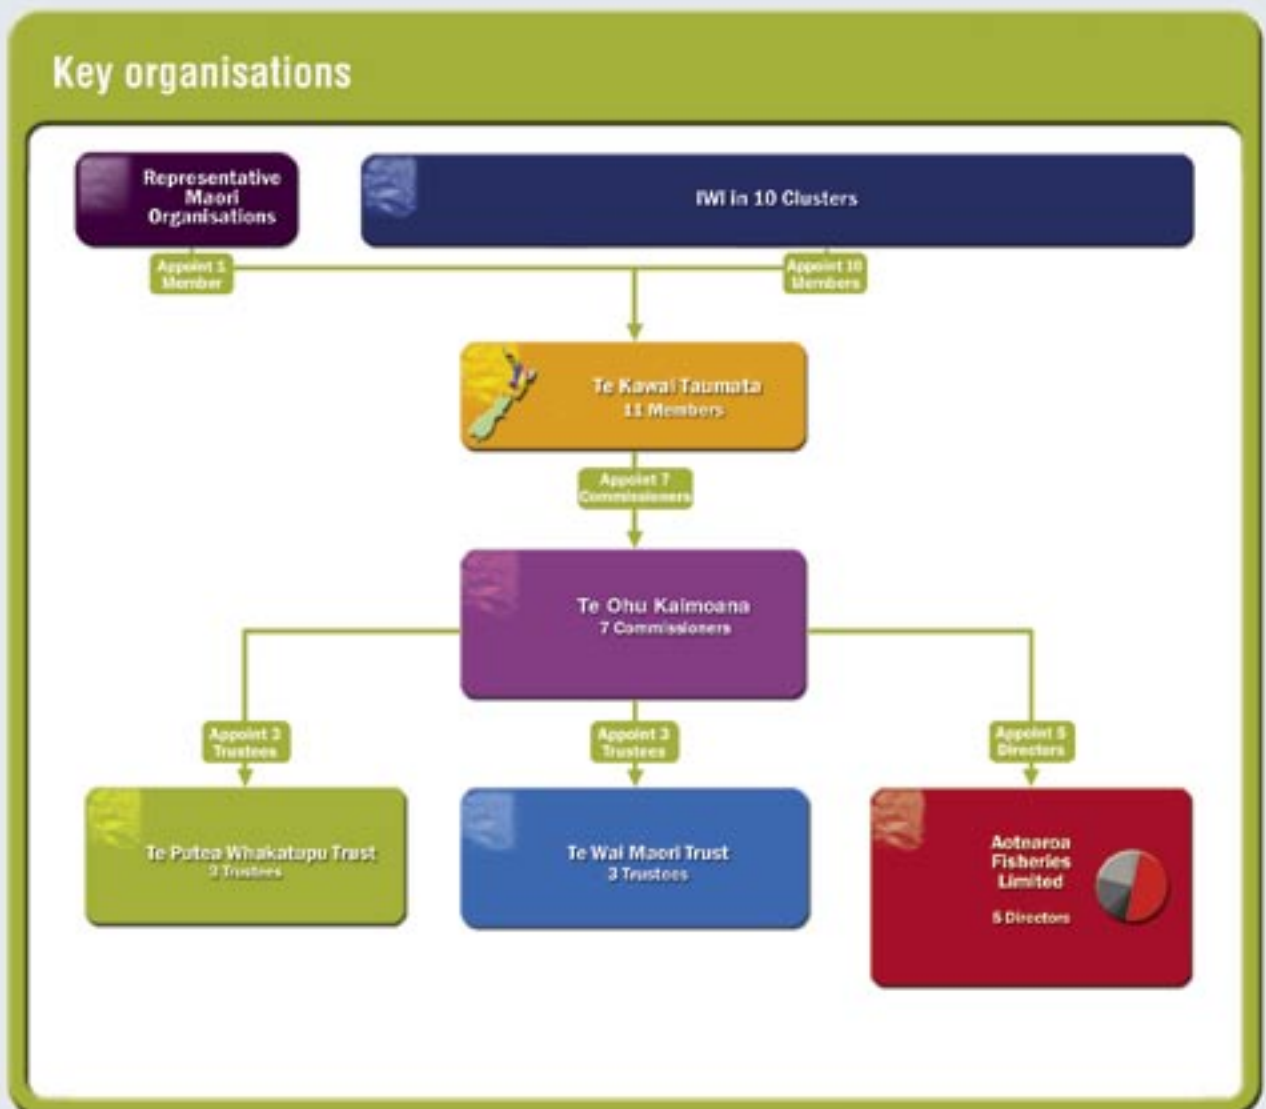 Key organisations
Representative
Maori
Organisations
IWI in 10 Clusters
Appoint 1
Member
Appoint 10
Members
Te Kawai Taumata
11 Members
Appoint 7
Commissioners
Te Ohu Kaimoana
7 Commissioners
Appoint 3
Trustees
Appoint 3
Trustees
Appoint 5
Directors
Te Putea Whakatupu Trust
3 Trustees
Te Wai Maori Trust
3 Trustees
Aotearoa
Fisheries
Limited
5 Directors